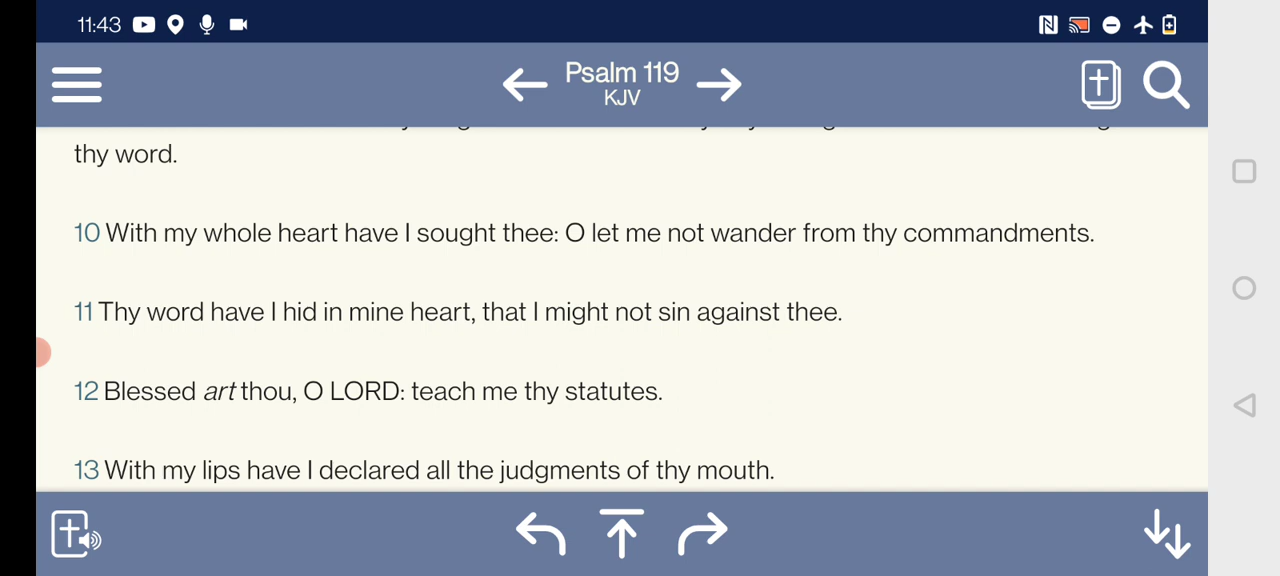 11:43
Psalm 119
KJV
thy word.
10 With my whole heart have I sought thee: O let me not wander from thy commandments.
11 Thy word have I hid in mine heart, that I might not sin against thee.
12 Blessed art thou, O LORD: teach me thy statutes.
13 With my lips have I declared all the judgments of thy mouth.